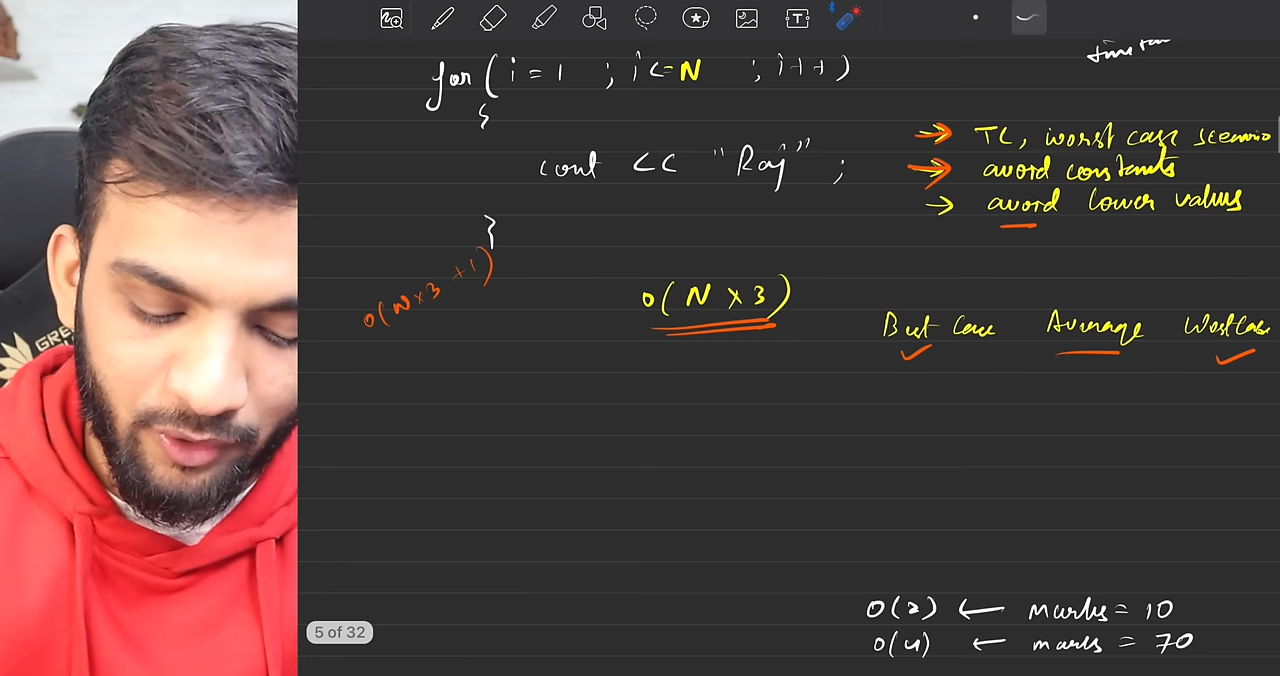 for ( i = 1 ; i <= N ; i++ )
{
cout << "Raj" ;
}
→ TC, worst case scenario
→ avoid constants
→ avoid lower values
O(N x 3 + 1)
O( N x 3 )
Best Case Average Worst Case
O(2) ← marks = 10
O(4) ← marks = 70
5 of 32
GRE
T